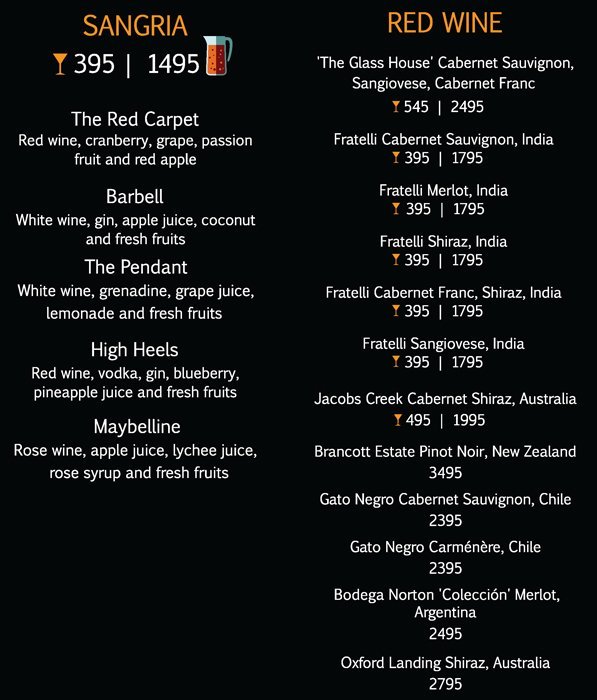 SANGRIA
395 | 1495
The Red Carpet
Red wine, cranberry, grape, passion
fruit and red apple
Barbell
White wine, gin, apple juice, coconut
and fresh fruits
The Pendant
White wine, grenadine, grape juice,
lemonade and fresh fruits
High Heels
Red wine, vodka, gin, blueberry,
pineapple juice and fresh fruits
Maybelline
Rose wine, apple juice, lychee juice,
rose syrup and fresh fruits
RED WINE
'The Glass House' Cabernet Sauvignon,
Sangiovese, Cabernet Franc
545 | 2495
Fratelli Cabernet Sauvignon, India
395 | 1795
Fratelli Merlot, India
395 | 1795
Fratelli Shiraz, India
395 | 1795
Fratelli Cabernet Franc, Shiraz, India
395 | 1795
Fratelli Sangiovese, India
395 | 1795
Jacobs Creek Cabernet Shiraz, Australia
495 | 1995
Brancott Estate Pinot Noir, New Zealand
3495
Gato Negro Cabernet Sauvignon, Chile
2395
Gato Negro Carménère, Chile
2395
Bodega Norton 'Colección' Merlot,
Argentina
2495
Oxford Landing Shiraz, Australia
2795